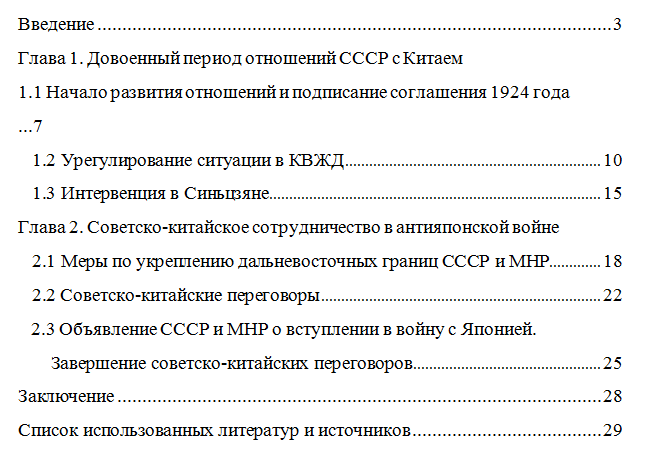 Введение ........................................................................................3
Глава 1. Довоенный период отношений СССР с Китаем
1.1 Начало развития отношений и подписание соглашения 1924 года
...7
1.2 Урегулирование ситуации в КВЖД...........................................10
1.3 Интервенция в Синьцзяне........................................................15
Глава 2. Советско-китайское сотрудничество в антияпонской войне
2.1 Меры по укреплению дальневосточных границ СССР и МНР..........18
2.2 Советско-китайские переговоры...............................................22
2.3 Объявление СССР и МНР о вступлении в войну с Японией.
Завершение советско-китайских переговоров................................25
Заключение ....................................................................................28
Список использованных литератур и источников................................29